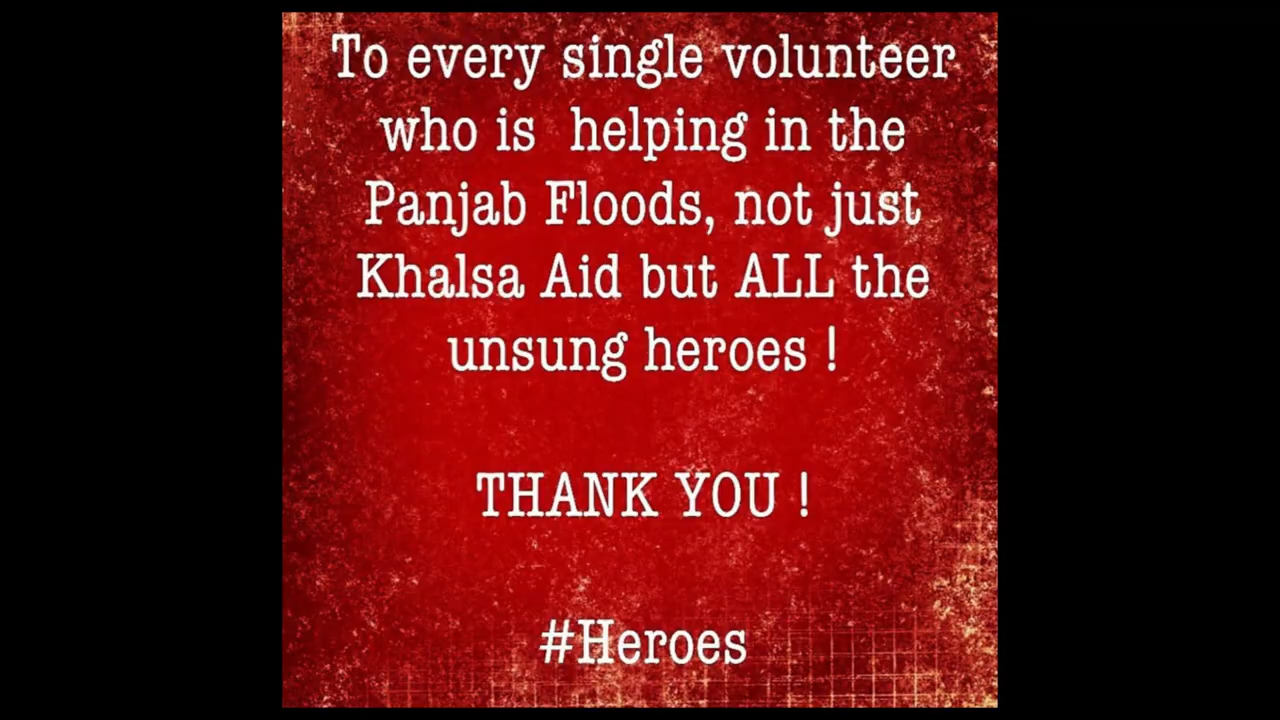 To every single volunteer
who is helping in the
Panjab Floods, not just
Khalsa Aid but ALL the
unsung heroes !
THANK YOU !
#Heroes